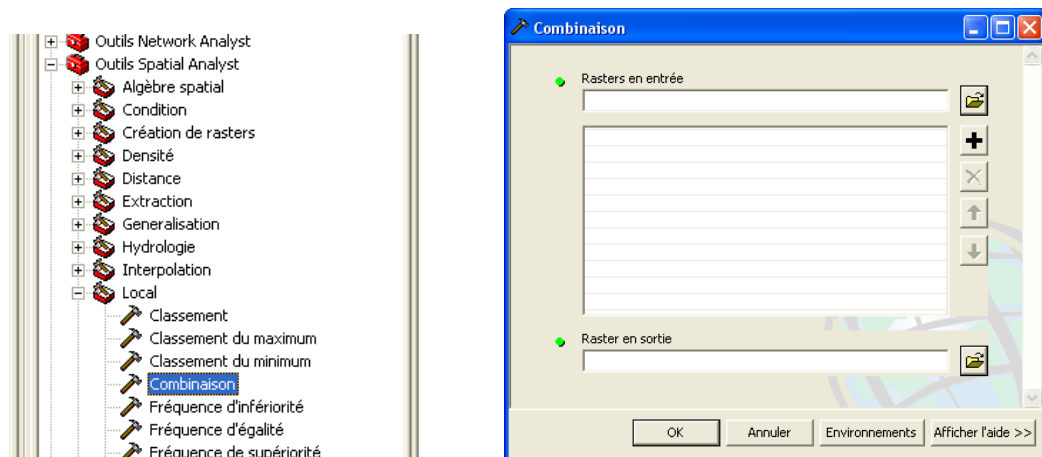 Outils Network Analyst
Outils Spatial Analyst
Algèbre spatial
Condition
Création de rasters
Densité
Distance
Extraction
Generalisation
Hydrologie
Interpolation
Local
Classement
Classement du maximum
Classement du minimum
Combinaison
Fréquence d'infériorité
Fréquence d'égalité
Fréquence de supériorité
Combinaison
Rasters en entrée
Raster en sortie
OK
Annuler
Environnements
Afficher l'aide >>